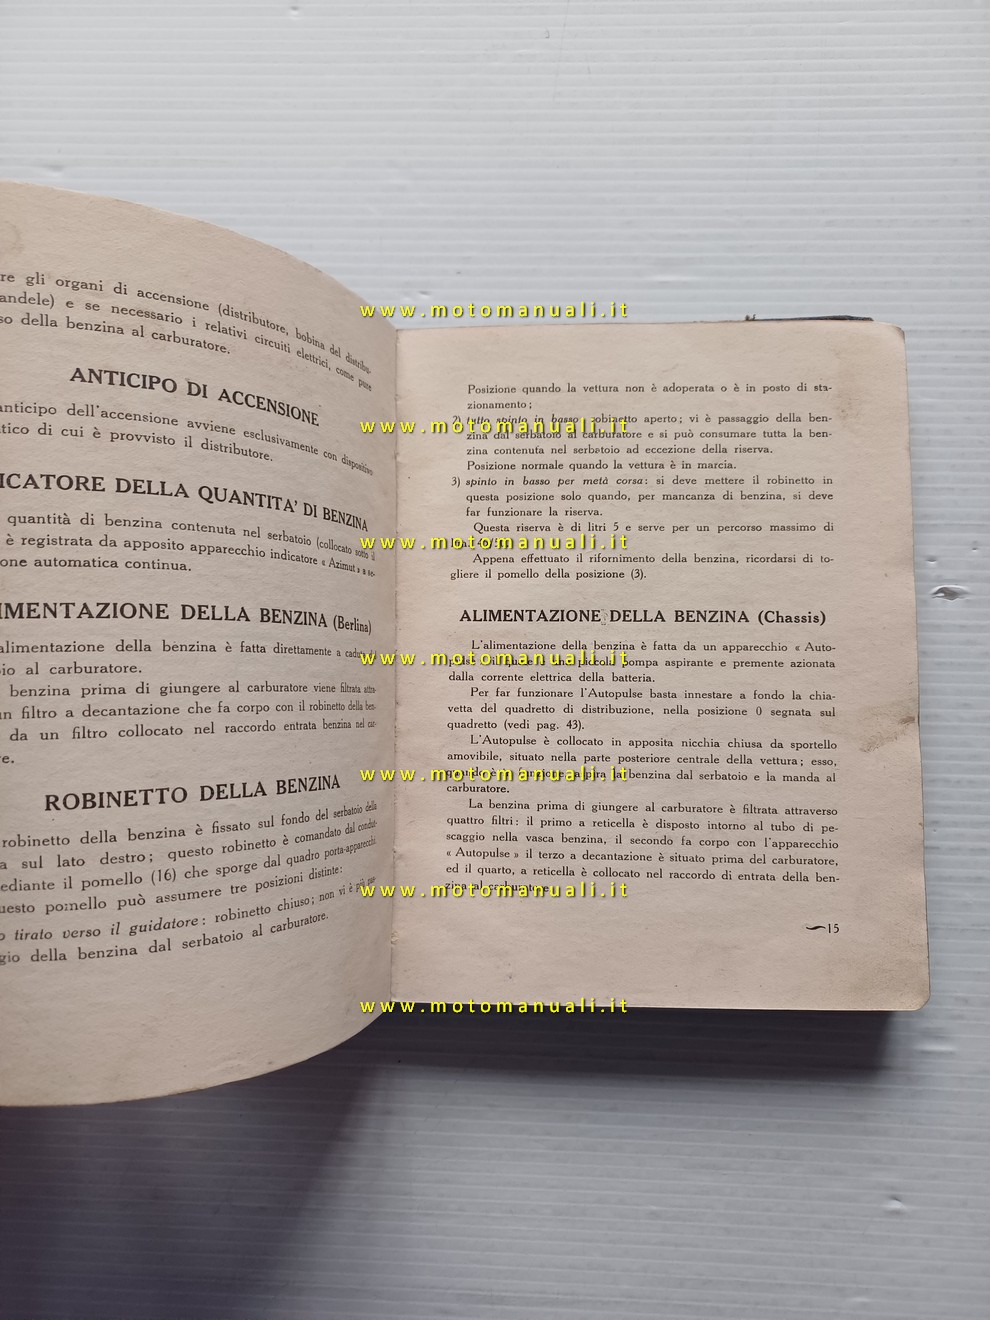 re gli organi di accensione (distributore, bobina del distribu-
andele) e se necessario i relativi circuiti elettrici, come pure
so della benzina al carburatore.
ANTICIPO DI ACCENSIONE
anticipo dell'accensione avviene esclusivamente con dispositivo
tico di cui è provvisto il distributore.
ICATORE DELLA QUANTITA' DI BENZINA
quantità di benzina contenuta nel serbatoio (collocato sotto il
è registrata da apposito apparecchio indicatore « Azimut » a se-
one automatica continua.
IMENTAZIONE DELLA BENZINA (Berlina)
alimentazione della benzina è fatta direttamente a
io al carburatore.
benzina prima di giungere al carburatore viene filtrata attra-
un filtro a decantazione che fa corpo con il robinetto della ben-
da un filtro collocato nel raccordo entrata benzina nel car-
re.
ROBINETTO DELLA BENZINA
robinetto della benzina è fissato sul fondo del serbatoio della
a sul lato destro; questo robinetto è comandato dal condut-
ediante il pomello (16) che sporge dal quadro porta-apparecchi
uesto pomello può assumere tre posizioni distinte:
o tirato verso il guidatore: robinetto chiuso; non vi è più pas-
gio della benzina dal serbatoio al carburatore.
www.motomanuali.it
Posizione quando la vettura non è adoperata o è in posto di sta-
zionamento;
2) tutto spinto in basso: robinetto aperto; vi è passaggio della ben-
www.motomanuali.it
zina dal serbatoio al carburatore e si può consumare tutta la ben-
zina contenuta nel serbatoio ad eccezione della riserva.
Posizione normale quando la vettura è in marcia.
3) spinto in basso per metà corsa: si deve mettere il robinetto in
questa posizione solo quando, per mancanza di benzina, si deve
far funzionare la riserva.
Questa riserva è di litri 5 e serve per un percorso massimo di
www.motomanuali.it
Appena effettuato il rifornimento della benzina, ricordarsi di to-
gliere il pomello della posizione (3).
ALIMENTAZIONE DELLA BENZINA (Chassis)
L'alimentazione della benzina è fatta da un apparecchio « Auto-
www.motomanuali.it
pompa aspirante e premente azionata
dalla corrente elettrica della batteria.
Per far funzionare l'Autopulse basta innestare a fondo la chia-
vetta del quadretto di distribuzione, nella posizione 0 segnata sul
quadretto (vedi pag. 43).
L'Autopulse è collocato in apposita nicchia chiusa da sportello
amovibile, situato nella parte posteriore centrale della vettura; esso,
www.motomanuali.it
la benzina dal serbatoio e la manda al
carburatore.
La benzina prima di giungere al carburatore è filtrata attraverso
quattro filtri: il primo a reticella è disposto intorno al tubo di pe-
scaggio nella vasca benzina, il secondo fa corpo con l'apparecchio
« Autopulse » il terzo a decantazione è situato prima del carburatore,
ed il quarto, a reticella è collocato nel raccordo di entrata della ben-
zina al carburatore.
www.motomanuali.it
15
www.motomanuali.it